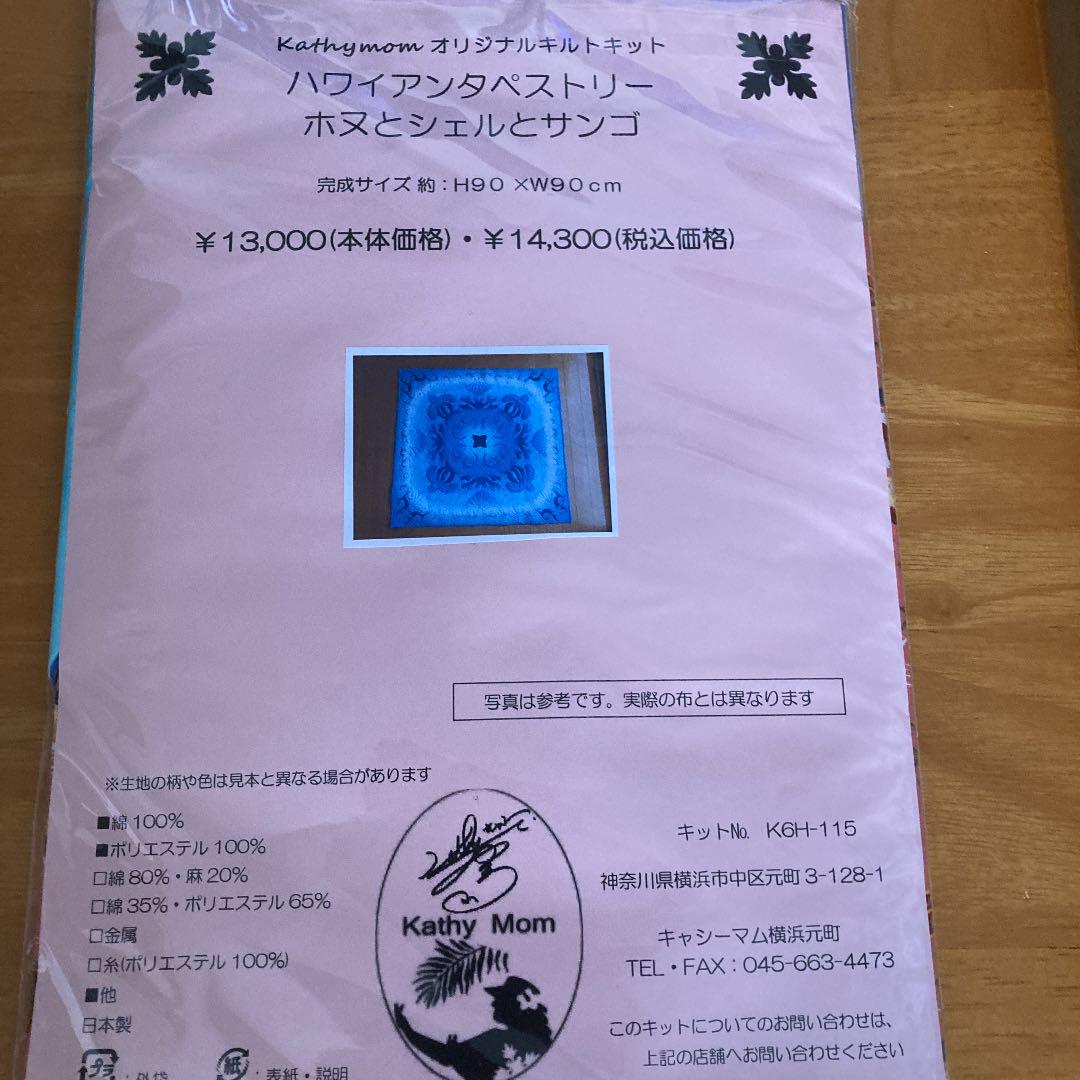 Kathymom オリジナルキルトキット
ハワイアンタペストリー
ホヌとシェルとサンゴ
完成サイズ 約：H90 ×W90cm
￥13,000(本体価格)・￥14,300(税込価格)
写真は参考です。実際の布とは異なります
※生地の柄や色は見本と異なる場合があります
■綿 100%
■ポリエステル 100%
□綿 80%・麻 20%
□綿 35%・ポリエステル 65%
□金属
□糸(ポリエステル 100%)
■他
日本製
プラ：外袋
紙：表紙・説明
Kathy Mom
キット№ K6H-115
神奈川県横浜市中区元町 3-128-1
キャシーマム横浜元町
TEL・FAX：045-663-4473
このキットについてのお問い合わせは、
上記の店舗へお問い合わせください